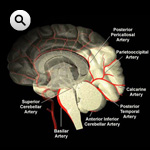 Posterior
Pericallosal
Artery
Parietooccipital
Artery
Calcarine
Artery
Posterior
Temporal
Artery
Superior
Cerebellar
Artery
Anterior Inferior
Cerebellar Artery
Basilar
Artery